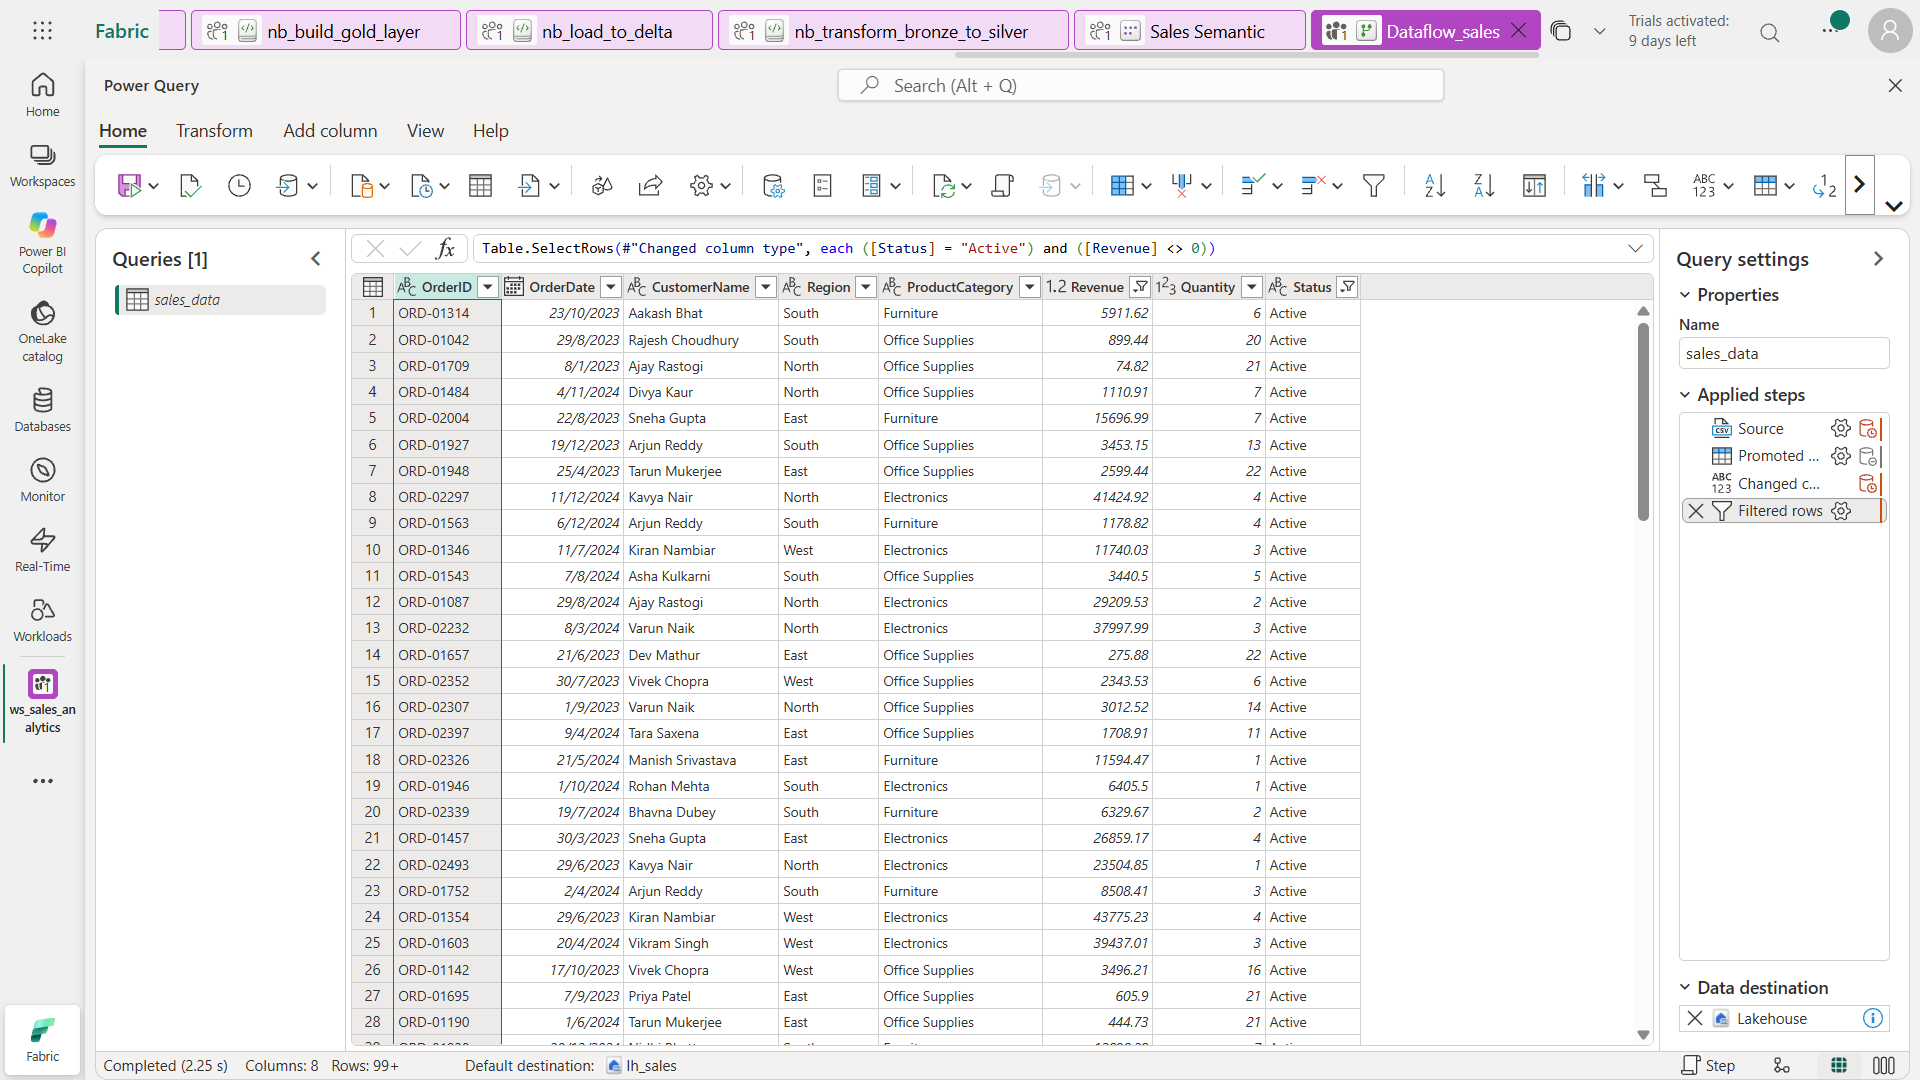 Fabric
nb_build_gold_layer
nb_load_to_delta
nb_transform_bronze_to_silver
Sales Semantic
Dataflow_sales
Trials activated:
9 days left
Home
Workspaces
Power BI
Copilot
OneLake
catalog
Databases
Monitor
Real-Time
Workloads
ws_sales_an
alytics
Fabric
Power Query
Search (Alt + Q)
Home Transform Add column View Help
Queries [1]
sales_data
fx Table.SelectRows(#"Changed column type", each ([Status] = "Active") and ([Revenue] <> 0))
OrderID OrderDate CustomerName Region ProductCategory 1.2 Revenue 123 Quantity Status
1 ORD-01314 23/10/2023 Aakash Bhat South Furniture 5911.62 6 Active
2 ORD-01042 29/8/2023 Rajesh Choudhury South Office Supplies 899.44 20 Active
3 ORD-01709 8/1/2023 Ajay Rastogi North Office Supplies 74.82 21 Active
4 ORD-01484 4/11/2024 Divya Kaur North Office Supplies 1110.91 7 Active
5 ORD-02004 22/8/2023 Sneha Gupta East Furniture 15696.99 7 Active
6 ORD-01927 19/12/2023 Arjun Reddy South Office Supplies 3453.15 13 Active
7 ORD-01948 25/4/2023 Tarun Mukerjee East Office Supplies 2599.44 22 Active
8 ORD-02297 11/12/2024 Kavya Nair North Electronics 41424.92 4 Active
9 ORD-01563 6/12/2024 Arjun Reddy South Furniture 1178.82 4 Active
10 ORD-01346 11/7/2024 Kiran Nambiar West Electronics 11740.03 3 Active
11 ORD-01543 7/8/2024 Asha Kulkarni South Office Supplies 3440.5 5 Active
12 ORD-01087 29/8/2024 Ajay Rastogi North Electronics 29209.53 2 Active
13 ORD-02232 8/3/2024 Varun Naik North Electronics 37997.99 3 Active
14 ORD-01657 21/6/2023 Dev Mathur East Office Supplies 275.88 22 Active
15 ORD-02352 30/7/2023 Vivek Chopra West Office Supplies 2343.53 6 Active
16 ORD-02307 1/9/2023 Varun Naik North Office Supplies 3012.52 14 Active
17 ORD-02397 9/4/2024 Tara Saxena East Office Supplies 1708.91 11 Active
18 ORD-02326 21/5/2024 Manish Srivastava East Furniture 11594.47 1 Active
19 ORD-01946 1/10/2024 Rohan Mehta South Electronics 6405.5 1 Active
20 ORD-02339 19/7/2024 Bhavna Dubey South Furniture 6329.67 2 Active
21 ORD-01457 30/3/2023 Sneha Gupta East Electronics 26859.17 4 Active
22 ORD-02493 29/6/2023 Kavya Nair North Electronics 23504.85 1 Active
23 ORD-01752 2/4/2024 Arjun Reddy South Furniture 8508.41 3 Active
24 ORD-01354 29/6/2023 Kiran Nambiar West Electronics 43775.23 4 Active
25 ORD-01603 20/4/2024 Vikram Singh West Electronics 39437.01 3 Active
26 ORD-01142 17/10/2023 Vivek Chopra West Office Supplies 3496.21 16 Active
27 ORD-01695 7/9/2023 Priya Patel East Office Supplies 605.9 21 Active
28 ORD-01190 1/6/2024 Tarun Mukerjee East Office Supplies 444.73 21 Active
Query settings
Properties
Name
sales_data
Applied steps
Source
Promoted ...
Changed c...
Filtered rows
Data destination
Lakehouse
Completed (2.25 s) Columns: 8 Rows: 99+ Default destination: lh_sales
Step